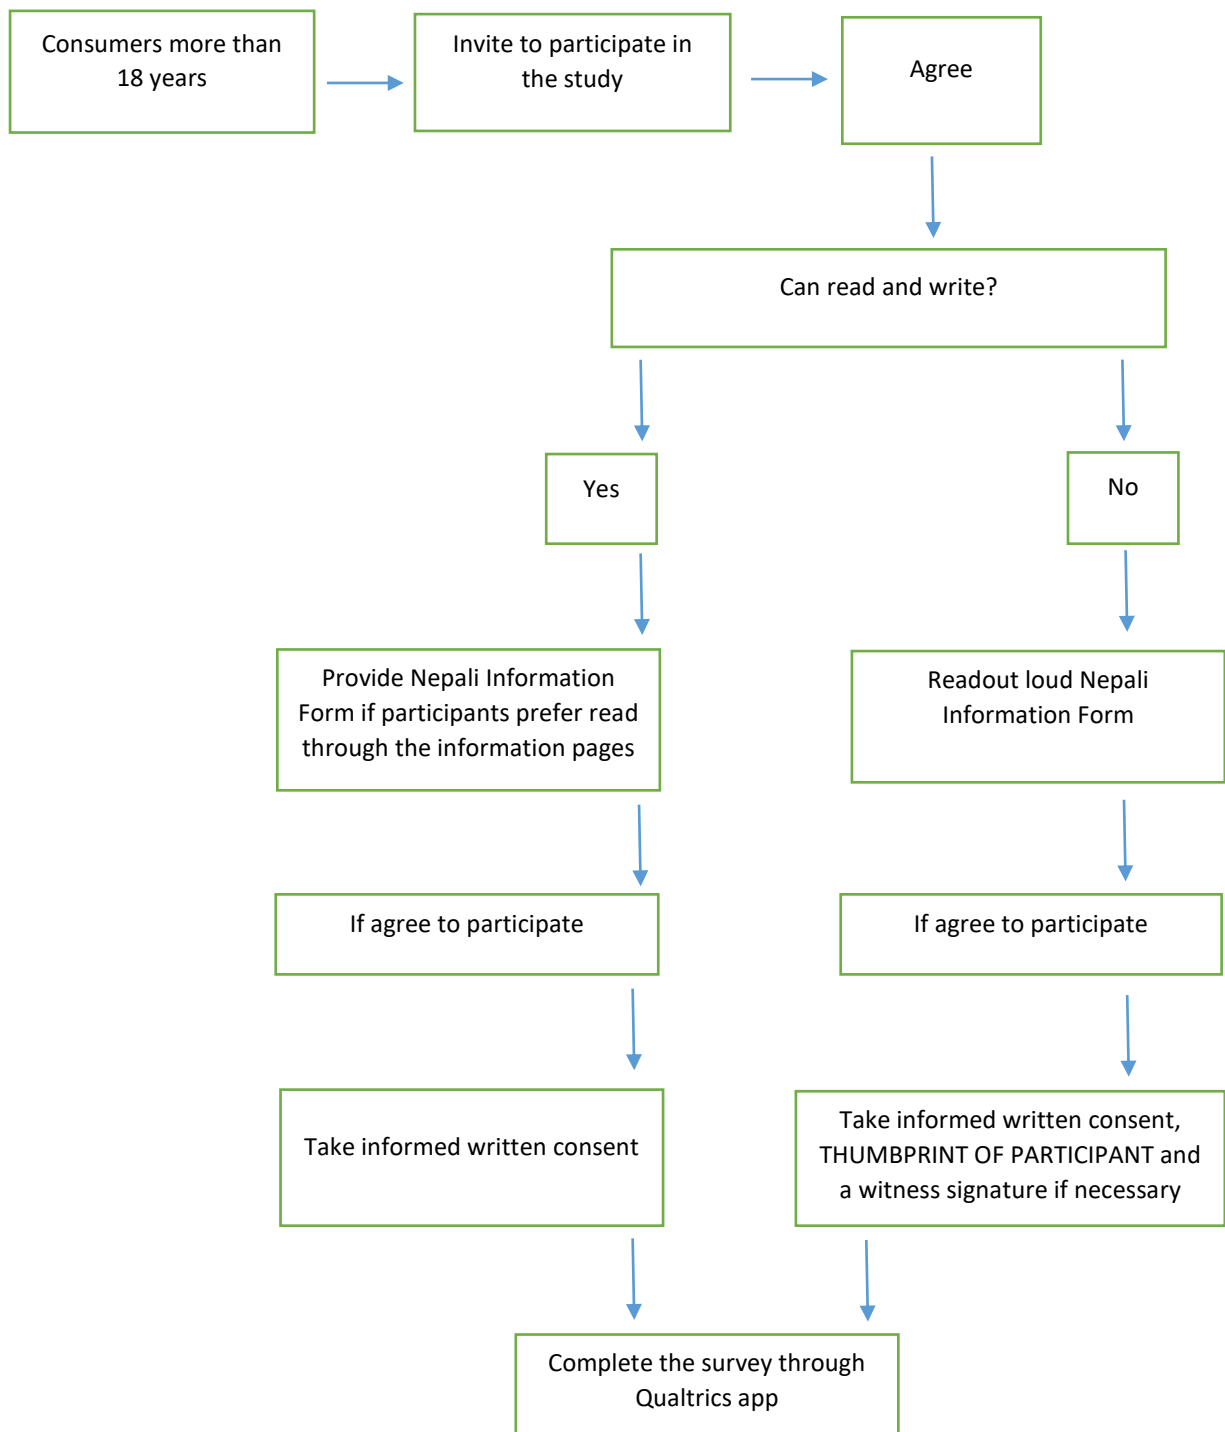 Consumers more than
18 years
Invite to participate in
the study
Agree
Can read and write?
Yes
No
Provide Nepali Information
Form if participants prefer read
through the information pages
Readout loud Nepali
Information Form
If agree to participate
If agree to participate
Take informed written consent
Take informed written consent,
THUMBPRINT OF PARTICIPANT and
a witness signature if necessary
Complete the survey through
Qualtrics app